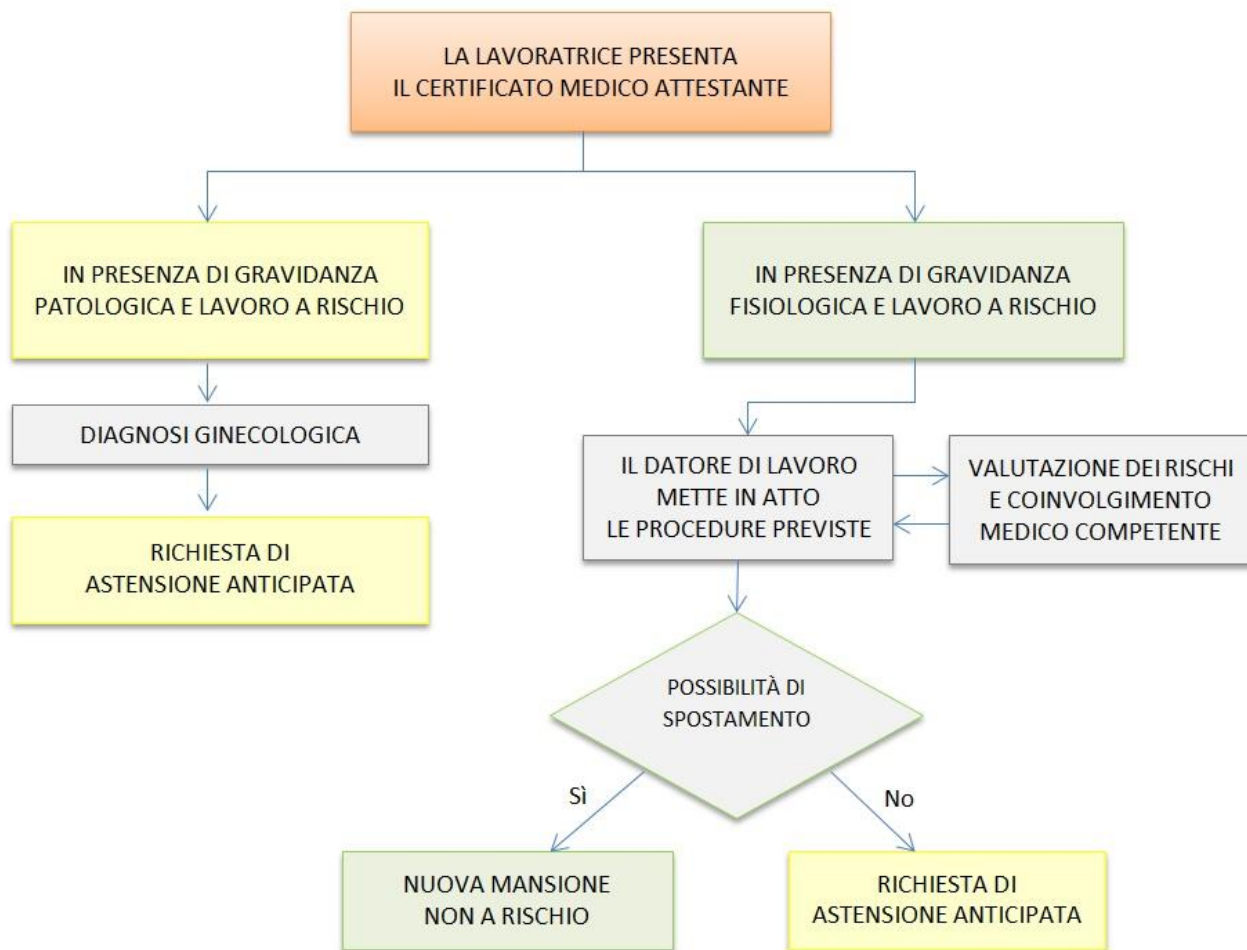 LA LAVORATRICE PRESENTA
IL CERTIFICATO MEDICO ATTESTANTE
IN PRESENZA DI GRAVIDANZA
PATOLOGICA E LAVORO A RISCHIO
IN PRESENZA DI GRAVIDANZA
FISIOLOGICA E LAVORO A RISCHIO
DIAGNOSI GINECOLOGICA
RICHIESTA DI
ASTENSIONE ANTICIPATA
IL DATORE DI LAVORO
METTE IN ATTO
LE PROCEDURE PREVISTE
VALUTAZIONE DEI RISCHI
E COINVOLGIMENTO
MEDICO COMPETENTE
POSSIBILITÀ DI
SPOSTAMENTO
Sì
No
NUOVA MANSIONE
NON A RISCHIO
RICHIESTA DI
ASTENSIONE ANTICIPATA